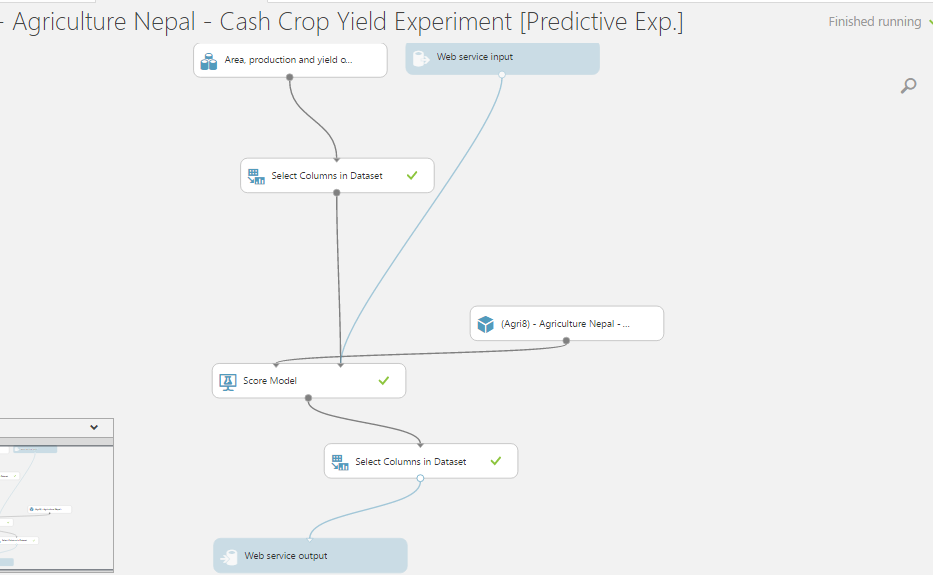 - Agriculture Nepal - Cash Crop Yield Experiment [Predictive Exp.]
Finished running
Area, production and yield o...
Web service input
Select Columns in Dataset
(Agri8) - Agriculture Nepal - ...
Score Model
Select Columns in Dataset
Web service output